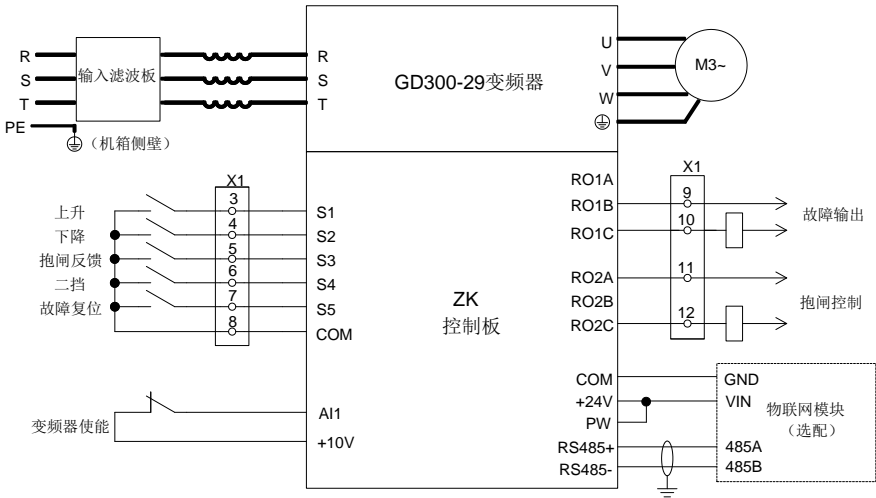 R
S
T
PE
输入滤波板
（机箱侧壁）
R
S
T
GD300-29变频器
U
V
W
M3~
X1
上升
3
S1
下降
4
S2
抱闸反馈
5
S3
二挡
6
S4
故障复位
7
S5
8
COM
变频器使能
AI1
+10V
ZK
控制板
X1
RO1A
RO1B
9
RO1C
10
故障输出
RO2A
11
RO2B
RO2C
12
抱闸控制
COM
GND
+24V
VIN
PW
物联网模块
（选配）
RS485+
485A
RS485-
485B